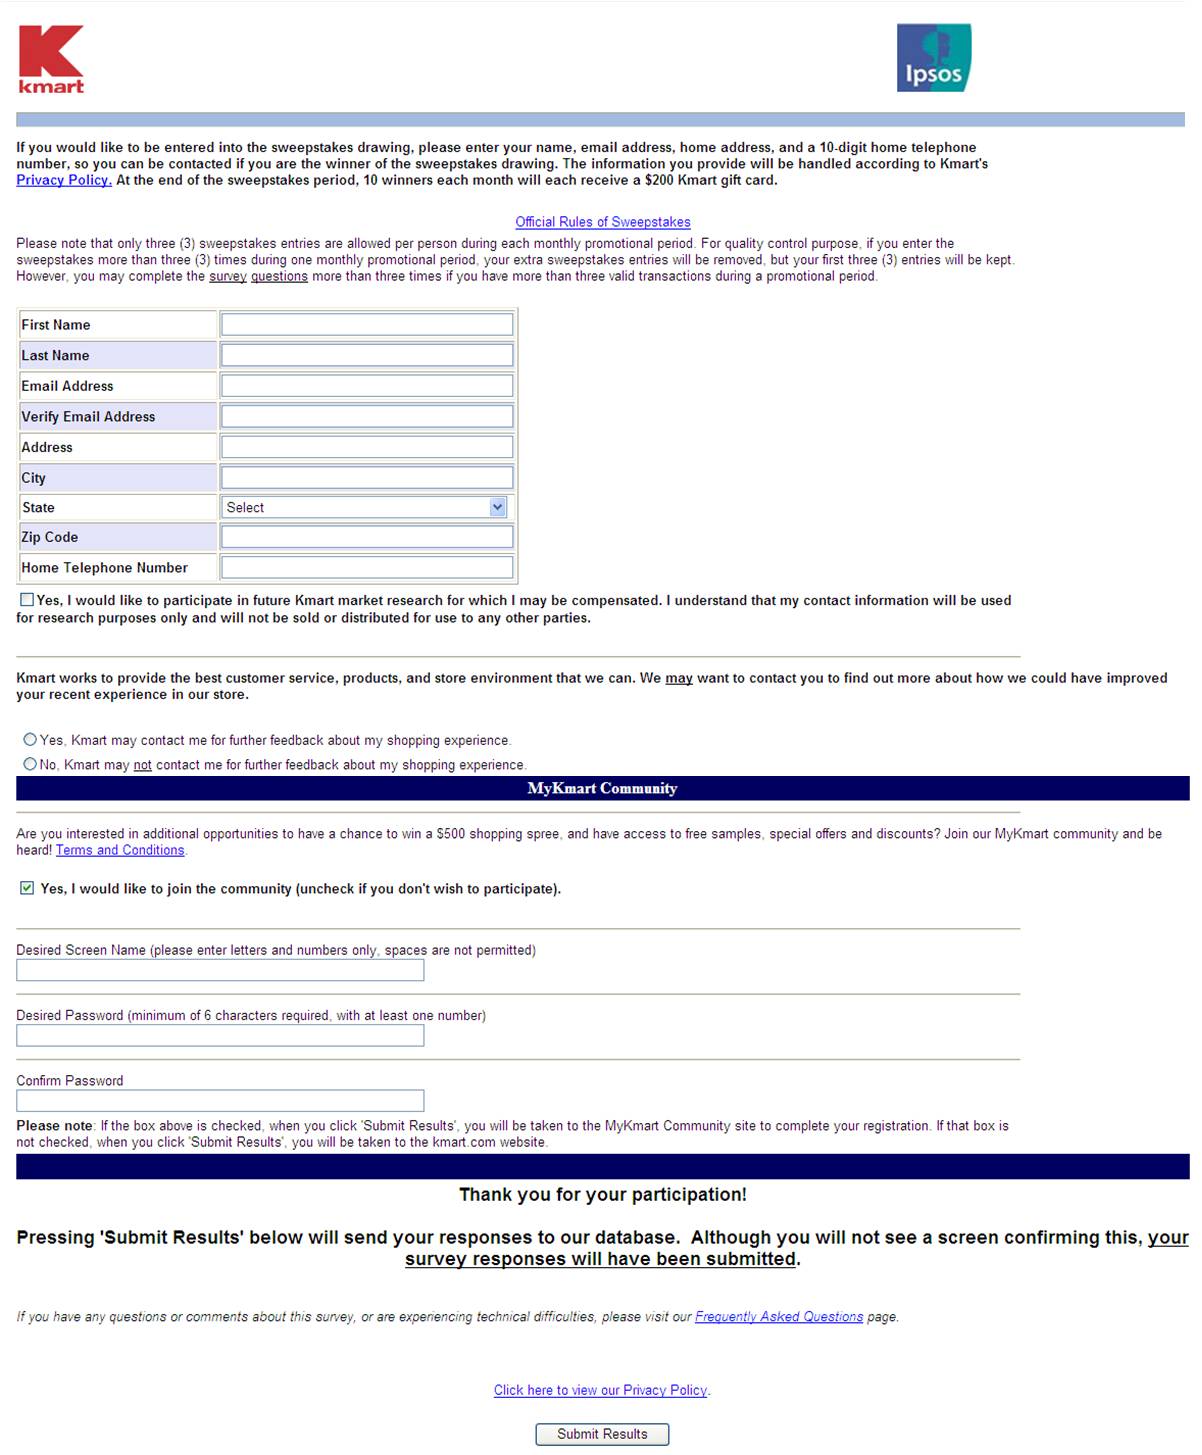 kmart
Ipsos
If you would like to be entered into the sweepstakes drawing, please enter your name, email address, home address, and a 10-digit home telephone
number, so you can be contacted if you are the winner of the sweepstakes drawing. The information you provide will be handled according to Kmart's
Privacy Policy. At the end of the sweepstakes period, 10 winners each month will each receive a $200 Kmart gift card.
Official Rules of Sweepstakes
Please note that only three (3) sweepstakes entries are allowed per person during each monthly promotional period. For quality control purpose, if you enter the
sweepstakes more than three (3) times during one monthly promotional period, your extra sweepstakes entries will be removed, but your first three (3) entries will be kept.
However, you may complete the survey questions more than three times if you have more than three valid transactions during a promotional period.
First Name
Last Name
Email Address
Verify Email Address
Address
City
State Select
Zip Code
Home Telephone Number
Yes, I would like to participate in future Kmart market research for which I may be compensated. I understand that my contact information will be used
for research purposes only and will not be sold or distributed for use to any other parties.
Kmart works to provide the best customer service, products, and store environment that we can. We may want to contact you to find out more about how we could have improved
your recent experience in our store.
Yes, Kmart may contact me for further feedback about my shopping experience.
No, Kmart may not contact me for further feedback about my shopping experience.
MyKmart Community
Are you interested in additional opportunities to have a chance to win a $500 shopping spree, and have access to free samples, special offers and discounts? Join our MyKmart community and be
heard! Terms and Conditions.
Yes, I would like to join the community (uncheck if you don't wish to participate).
Desired Screen Name (please enter letters and numbers only, spaces are not permitted)
Desired Password (minimum of 6 characters required, with at least one number)
Confirm Password
Please note: If the box above is checked, when you click 'Submit Results', you will be taken to the MyKmart Community site to complete your registration. If that box is
not checked, when you click 'Submit Results', you will be taken to the kmart.com website.
Thank you for your participation!
Pressing 'Submit Results' below will send your responses to our database. Although you will not see a screen confirming this, your
survey responses will have been submitted.
If you have any questions or comments about this survey, or are experiencing technical difficulties, please visit our Frequently Asked Questions page.
Click here to view our Privacy Policy.
Submit Results